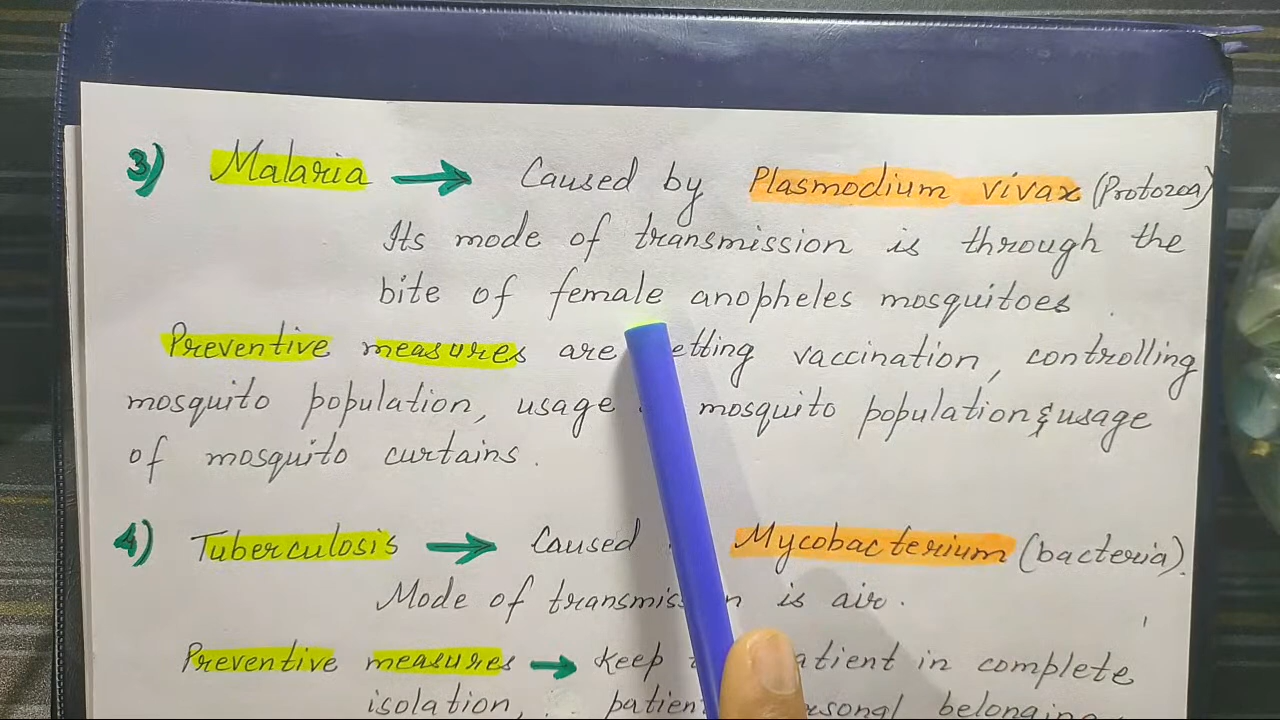 3) Malaria → Caused by Plasmodium vivax (Protozoa)
Its mode of transmission is through the
bite of female anopheles mosquitoes.
Preventive measures are etting vaccination, controlling
mosquito population, usage mosquito population & usage
of mosquito curtains.
4) Tuberculosis → Caused Mycobacterium (bacteria).
Mode of transmis n is air.
Preventive measures → Keep atient in complete
isolation, patien rsonal belonging